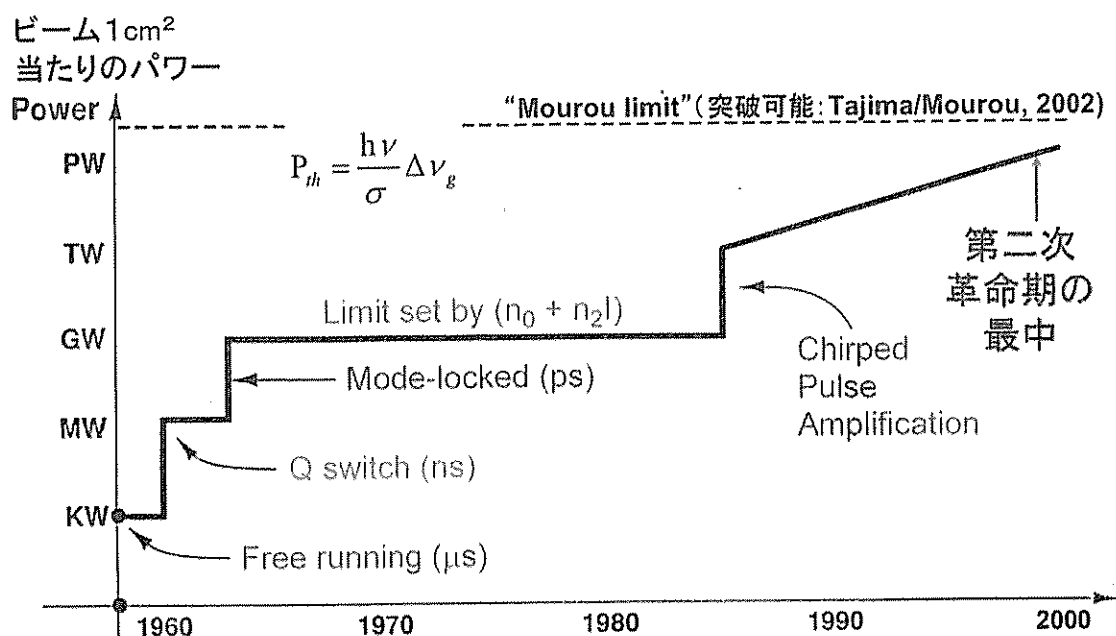 ビーム1cm²
当たりのパワー
Power
"Mourou limit"(突破可能:Tajima/Mourou, 2002)
PW
P_th = hν/σ Δν_g
TW
第二次
革命期の
最中
Limit set by (n₀ + n₂I)
GW
Chirped
Pulse
Amplification
Mode-locked (ps)
MW
Q switch (ns)
KW
Free running (μs)
1960 1970 1980 1990 2000